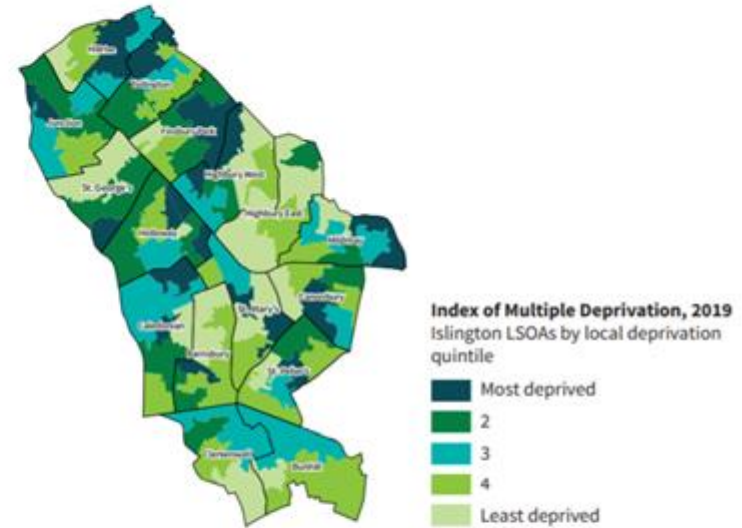 Hillrise
Tollington
Junction
Finsbury Park
Highbury West
St. George's
Highbury East
Holloway
Mildmay
St. Mary's
Canonbury
Caledonian
Barnsbury
St. Peter's
Clerkenwell
Bunhill
Index of Multiple Deprivation, 2019
Islington LSOAs by local deprivation
quintile
Most deprived
2
3
4
Least deprived